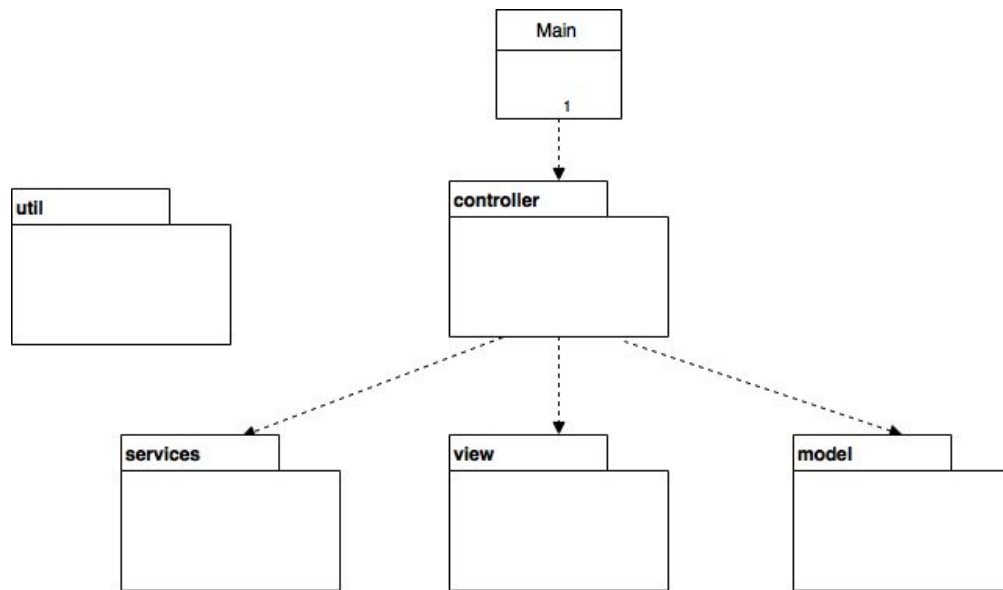 Main
1
util
controller
services
view
model